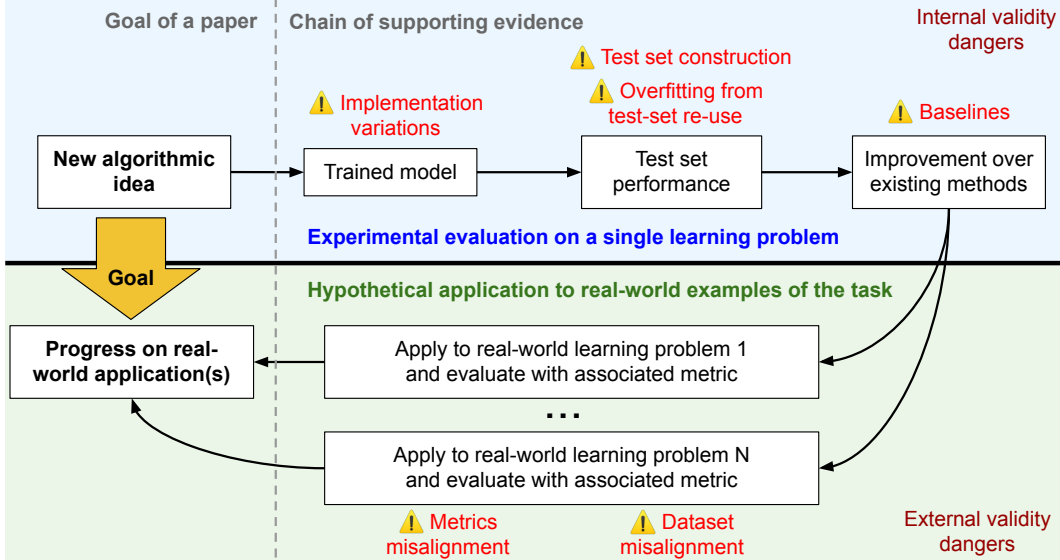 Goal of a paper
Chain of supporting evidence
Internal validity
dangers
Test set construction
Implementation
variations
Overfitting from
test-set re-use
Baselines
New algorithmic
idea
Trained model
Test set
performance
Improvement over
existing methods
Experimental evaluation on a single learning problem
Goal
Hypothetical application to real-world examples of the task
Progress on real-
world application(s)
Apply to real-world learning problem 1
and evaluate with associated metric
...
Apply to real-world learning problem N
and evaluate with associated metric
Metrics
misalignment
Dataset
misalignment
External validity
dangers